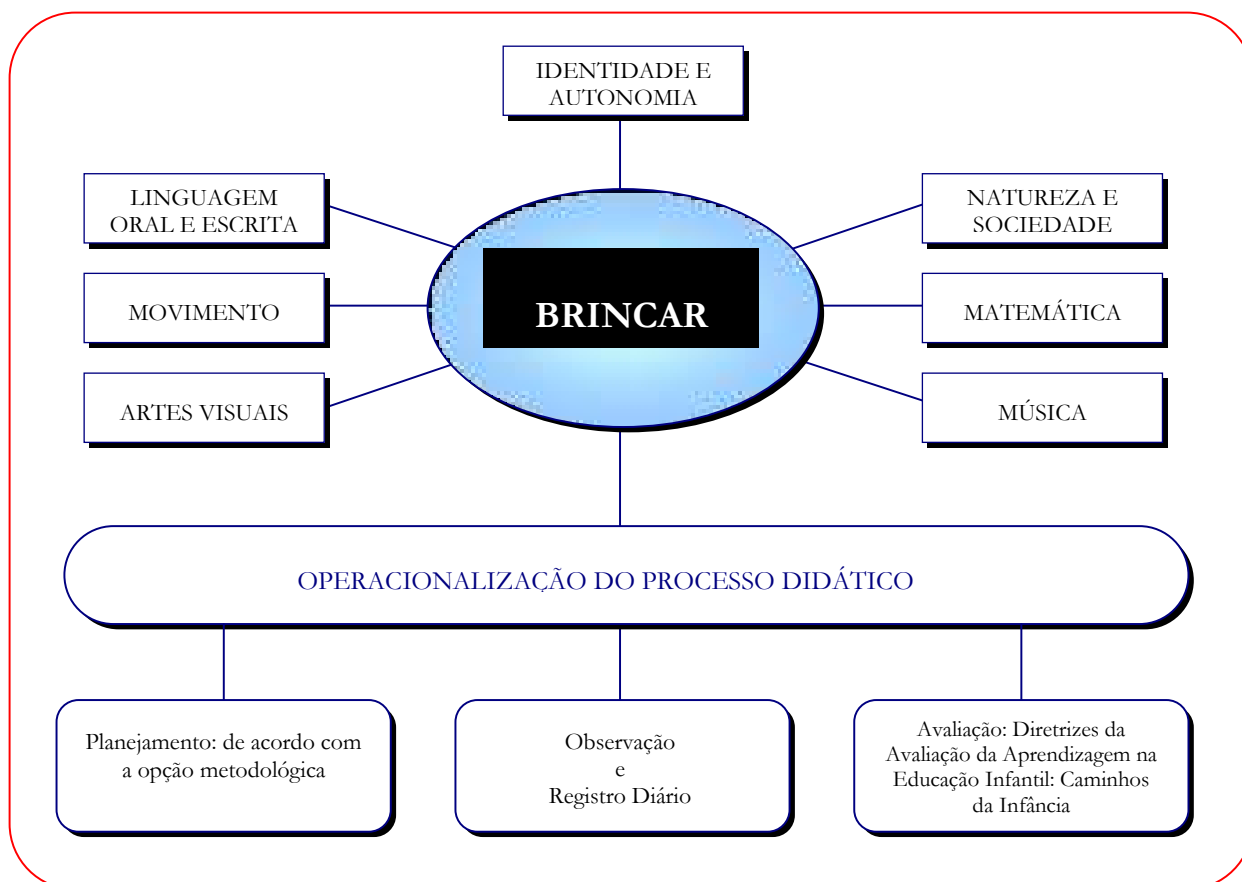 IDENTIDADE E
AUTONOMIA
LINGUAGEM
ORAL E ESCRITA
NATUREZA E
SOCIEDADE
MOVIMENTO
BRINCAR
MATEMÁTICA
ARTES VISUAIS
MÚSICA
OPERACIONALIZAÇÃO DO PROCESSO DIDÁTICO
Planejamento: de acordo com
a opção metodológica
Observação
e
Registro Diário
Avaliação: Diretrizes da
Avaliação da Aprendizagem na
Educação Infantil: Caminhos
da Infância